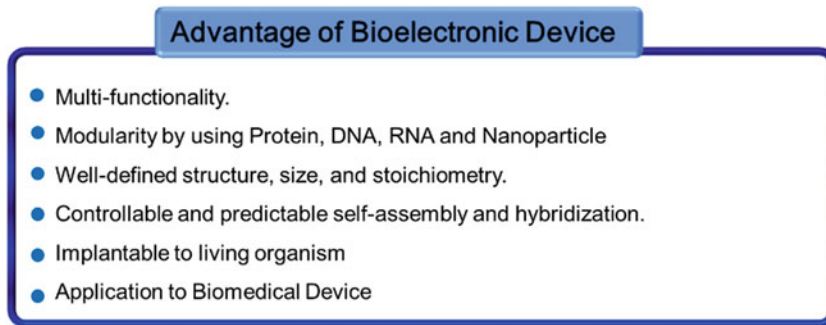 Advantage of Bioelectronic Device
Multi-functionality.
Modularity by using Protein, DNA, RNA and Nanoparticle
Well-defined structure, size, and stoichiometry.
Controllable and predictable self-assembly and hybridization.
Implantable to living organism
Application to Biomedical Device